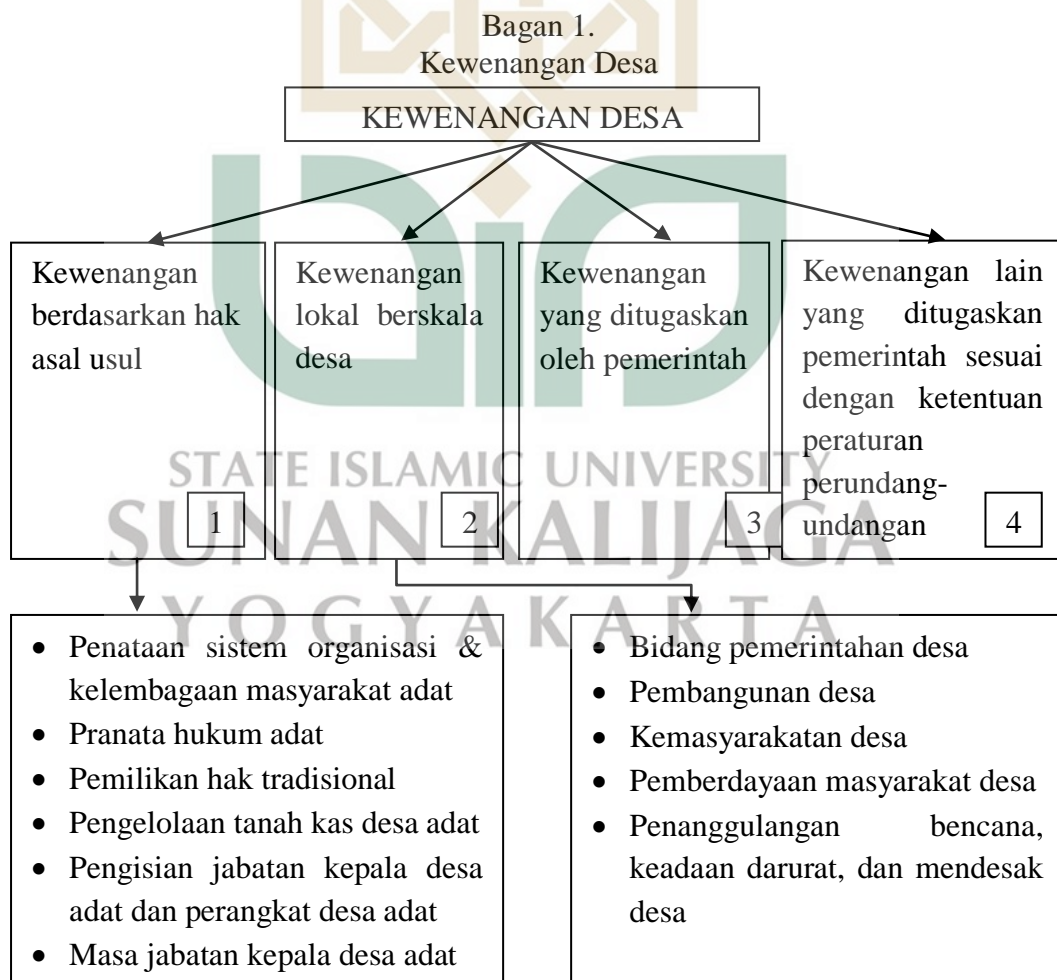 Bagan 1.
Kewenangan Desa
KEWENANGAN DESA
Kewenangan
berdasarkan hak
asal usul
1
Kewenangan
lokal berskala
desa
2
Kewenangan
yang ditugaskan
oleh pemerintah
3
Kewenangan lain
yang ditugaskan
pemerintah sesuai
dengan ketentuan
peraturan
perundang-
undangan
4
STATE ISLAMIC UNIVERSITY
SUNAN KALIJAGA
YOGYAKARTA
• Penataan sistem organisasi &
kelembagaan masyarakat adat
• Pranata hukum adat
• Pemilikan hak tradisional
• Pengelolaan tanah kas desa adat
• Pengisian jabatan kepala desa
adat dan perangkat desa adat
• Masa jabatan kepala desa adat
• Bidang pemerintahan desa
• Pembangunan desa
• Kemasyarakatan desa
• Pemberdayaan masyarakat desa
• Penanggulangan bencana,
keadaan darurat, dan mendesak
desa